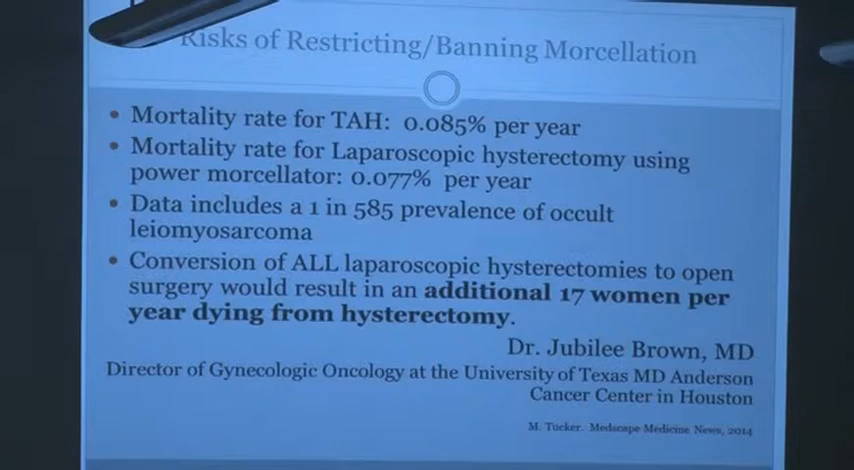 Risks of Restricting/Banning Morcellation
• Mortality rate for TAH: 0.085% per year
• Mortality rate for Laparoscopic hysterectomy using
power morcellator: 0.077% per year
• Data includes a 1 in 585 prevalence of occult
leiomyosarcoma
• Conversion of ALL laparoscopic hysterectomies to open
surgery would result in an additional 17 women per
year dying from hysterectomy.
Dr. Jubilee Brown, MD
Director of Gynecologic Oncology at the University of Texas MD Anderson
Cancer Center in Houston
M. Tucker. Medscape Medicine News, 2014